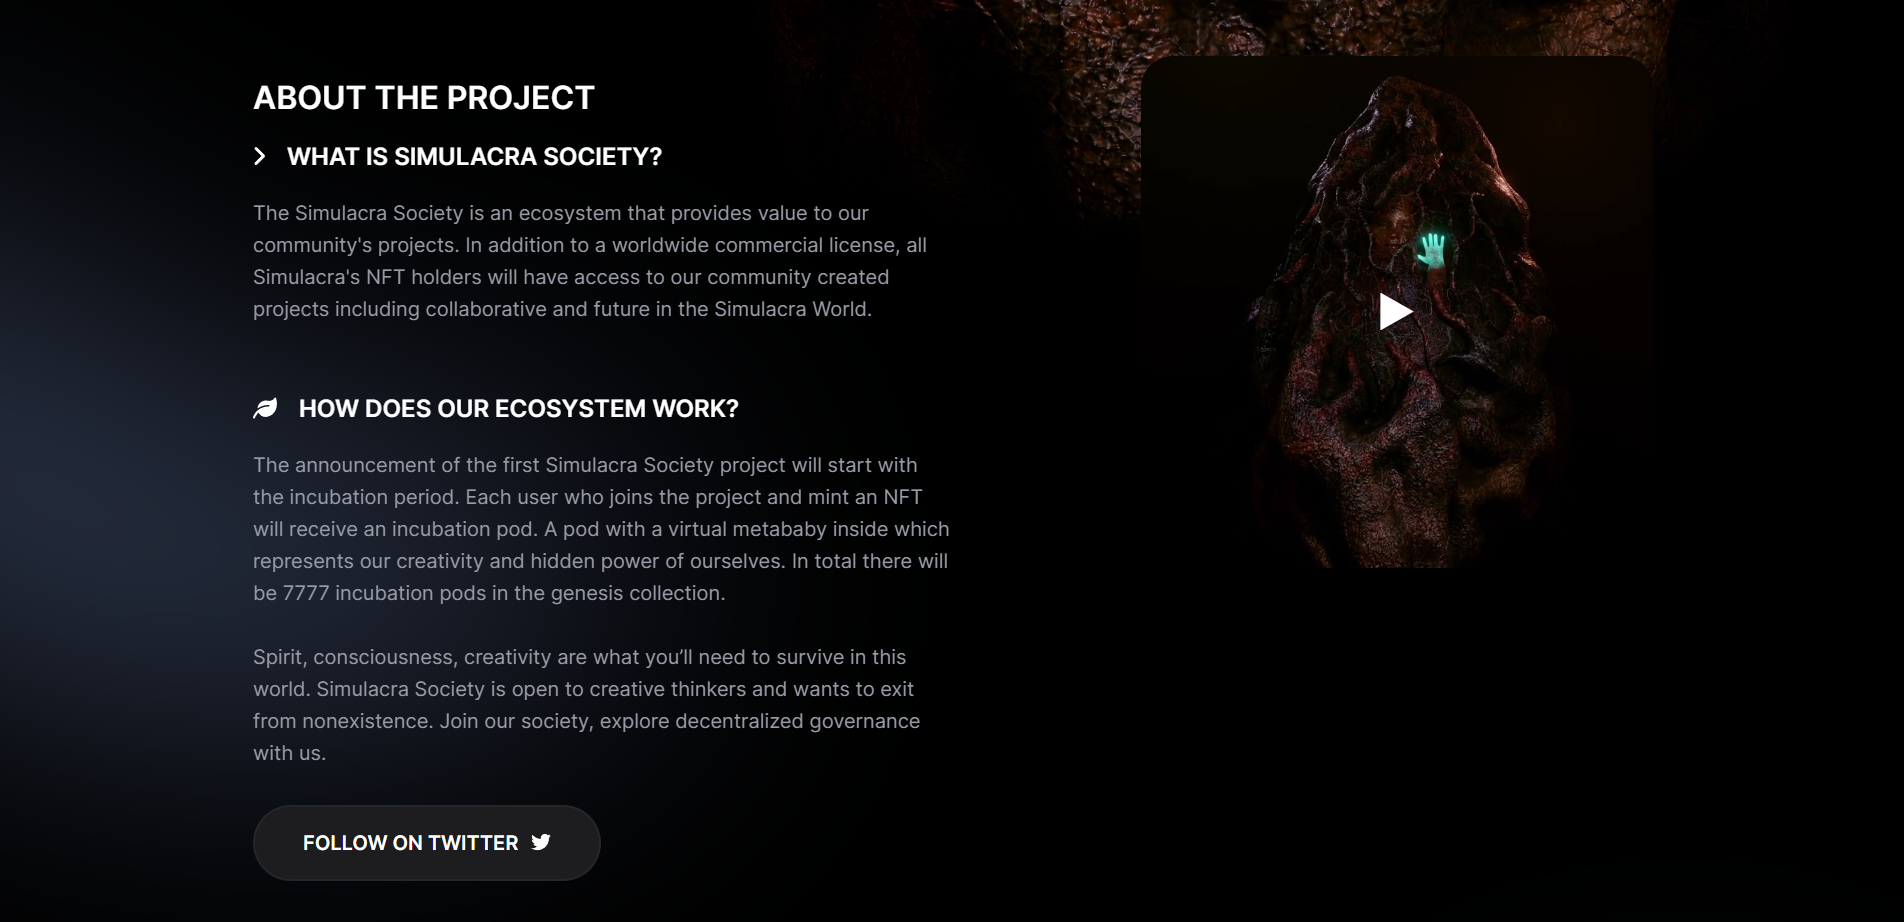 ABOUT THE PROJECT
WHAT IS SIMULACRA SOCIETY?
The Simulacra Society is an ecosystem that provides value to our
community's projects. In addition to a worldwide commercial license, all
Simulacra's NFT holders will have access to our community created
projects including collaborative and future in the Simulacra World.
HOW DOES OUR ECOSYSTEM WORK?
The announcement of the first Simulacra Society project will start with
the incubation period. Each user who joins the project and mint an NFT
will receive an incubation pod. A pod with a virtual metababy inside which
represents our creativity and hidden power of ourselves. In total there will
be 7777 incubation pods in the genesis collection.
Spirit, consciousness, creativity are what you’ll need to survive in this
world. Simulacra Society is open to creative thinkers and wants to exit
from nonexistence. Join our society, explore decentralized governance
with us.
FOLLOW ON TWITTER